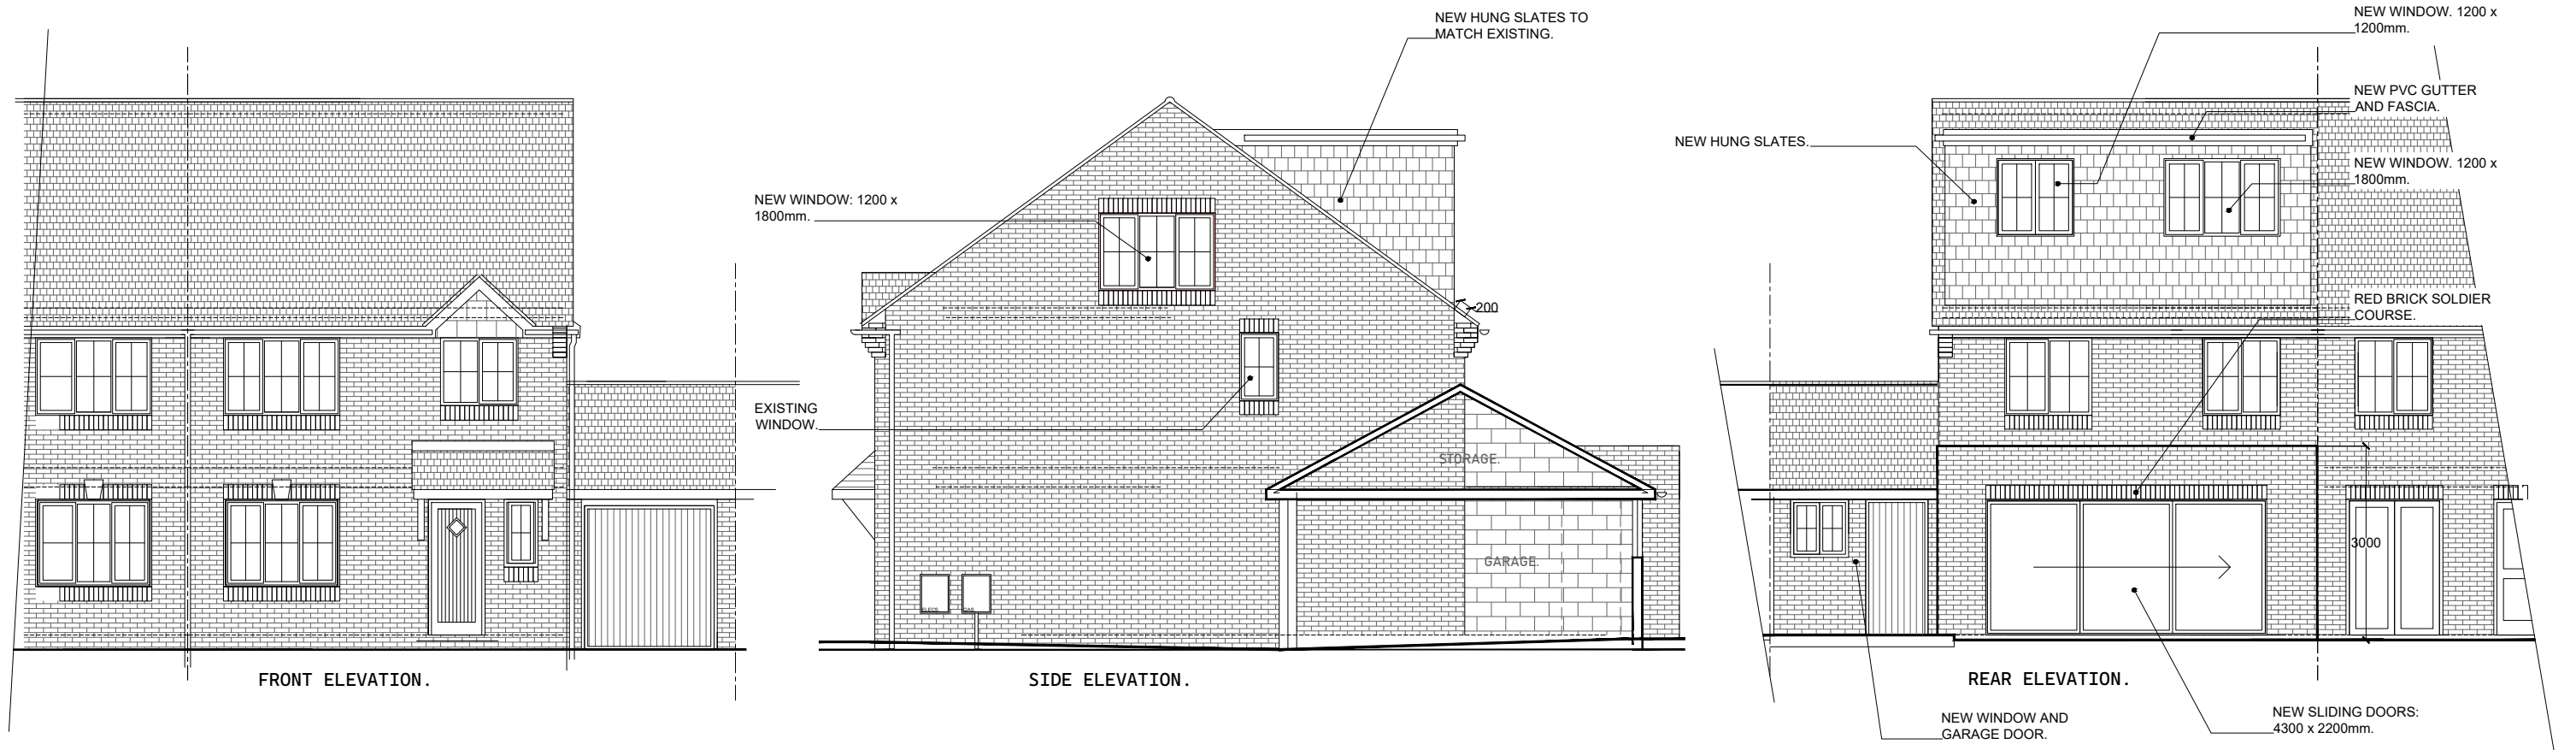 NEW HUNG SLATES TO
MATCH EXISTING.
NEW WINDOW. 1200 x
1200mm.
NEW PVC GUTTER
AND FASCIA.
NEW HUNG SLATES.
NEW WINDOW. 1200 x
1800mm.
NEW WINDOW: 1200 x
1800mm.
200
RED BRICK SOLDIER
COURSE.
EXISTING
WINDOW.
STORAGE.
3000
GARAGE.
ELECS
GAS
FRONT ELEVATION.
SIDE ELEVATION.
REAR ELEVATION.
NEW WINDOW AND
GARAGE DOOR.
NEW SLIDING DOORS:
4300 x 2200mm.